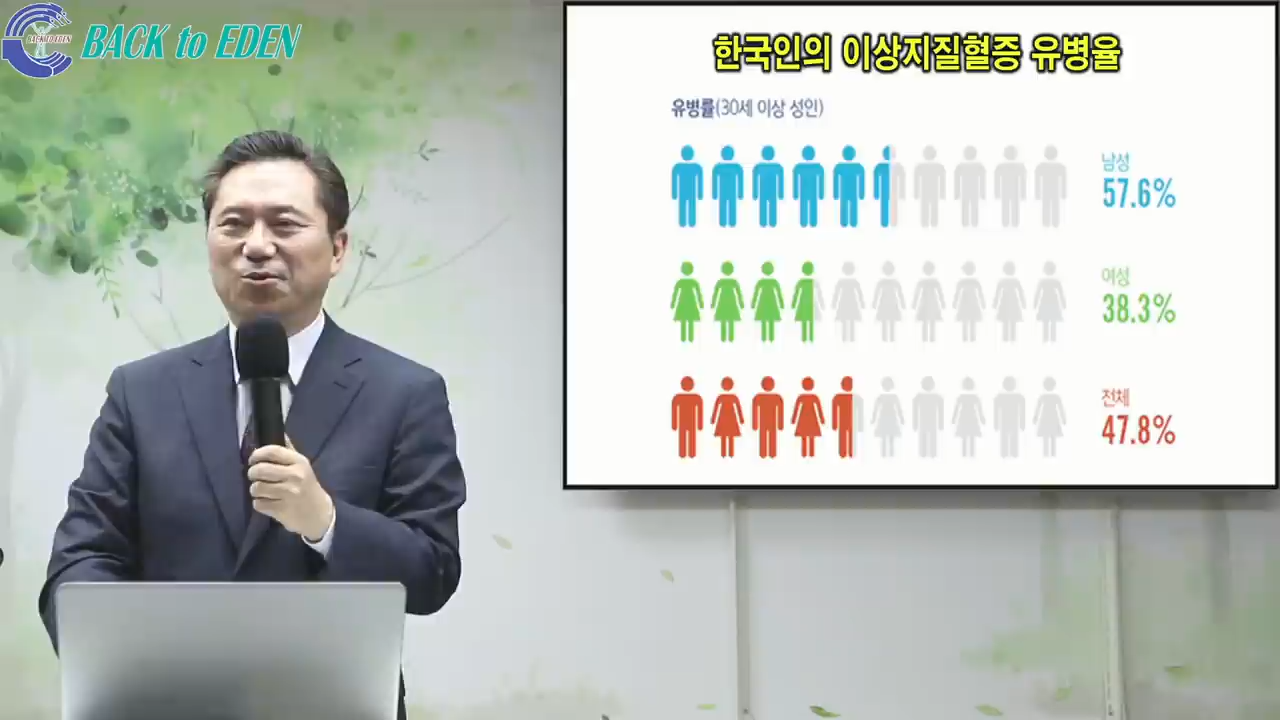 BACK to EDEN
한국인의 이상지질혈증 유병율
유병률(30세 이상 성인)
남성
57.6%
여성
38.3%
전체
47.8%